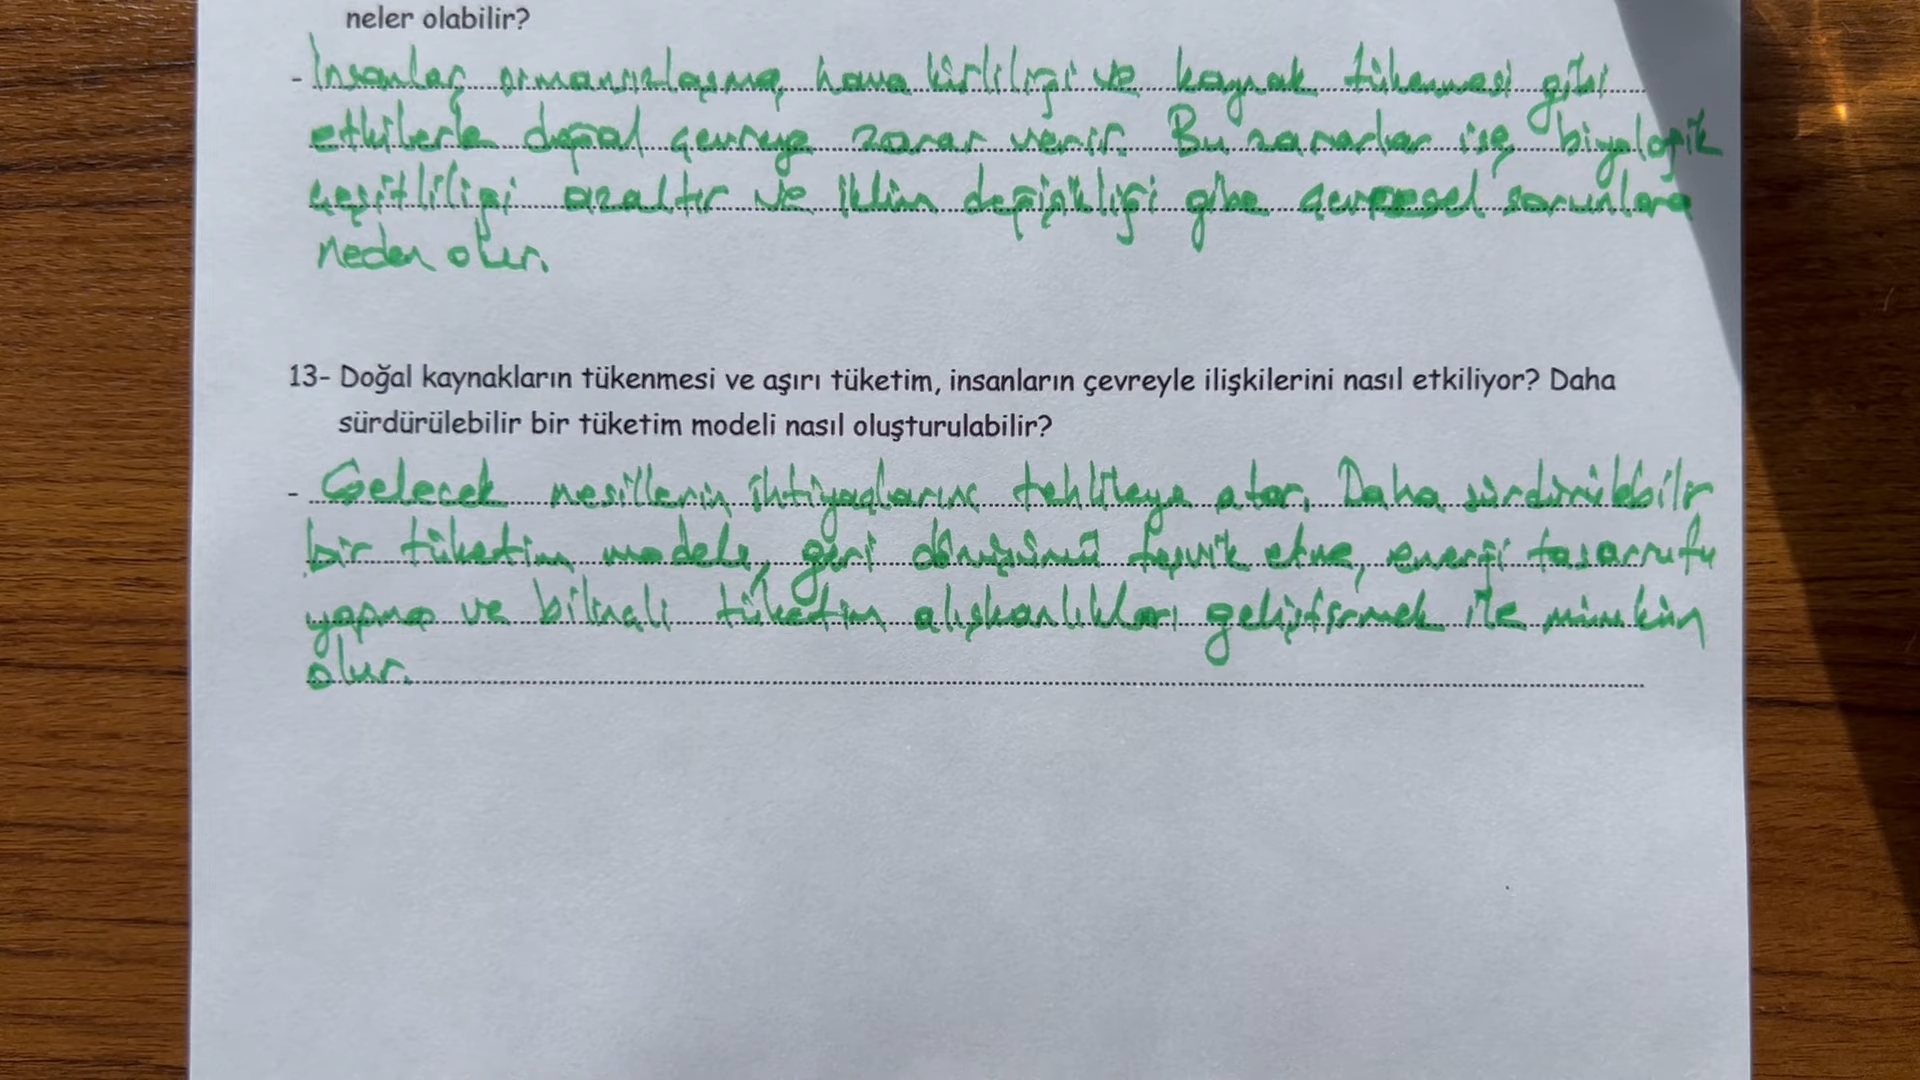 neler olabilir?
- İnsanlar, ormansızlaşma, hava kirliliği ve kaynak tükenmesi gibi
etkilerle doğal çevreye zarar verir. Bu zararlar ise, biyolojik
çeşitliliği azaltır ve iklim değişikliği gibi çevresel sorunlara
neden olur.
13- Doğal kaynakların tükenmesi ve aşırı tüketim, insanların çevreyle ilişkilerini nasıl etkiliyor? Daha
sürdürülebilir bir tüketim modeli nasıl oluşturulabilir?
- Gelecek nesillerin ihtiyaçlarını tehlikeye atar. Daha sürdürülebilir
bir tüketim modeli, geri dönüşümü teşvik etme, enerji tasarrufu
yapma ve bilinçli tüketim alışkanlıkları geliştirmek ile mümkün
olur.